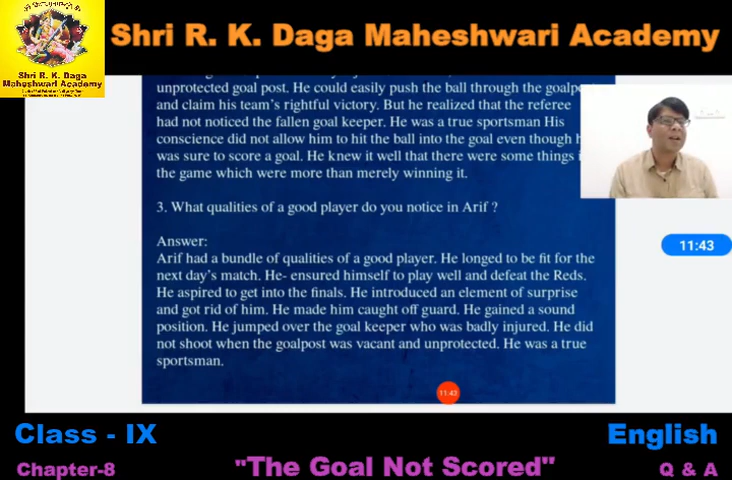 Shri R. K. Daga Maheshwari Academy
Shri R. K. Daga
Maheshwari Academy
unprotected goal post. He could easily push the ball through the
and claim his team's rightful victory. But he realized that the referee
had not noticed the fallen goal keeper. He was a true sportsman His
conscience did not allow him to hit the ball into the goal even though
was sure to score a goal. He knew it well that there were some things
the game which were more than merely winning it.
3. What qualities of a good player do you notice in Arif ?
Answer:
Arif had a bundle of qualities of a good player. He longed to be fit for the
next day's match. He- ensured himself to play well and defeat the Reds.
He aspired to get into the finals. He introduced an element of surprise
and got rid of him. He made him caught off guard. He gained a sound
position. He jumped over the goal keeper who was badly injured. He did
not shoot when the goalpost was vacant and unprotected. He was a true
sportsman.
11:43
11:43
Class - IX
English
Chapter-8
"The Goal Not Scored"
Q & A